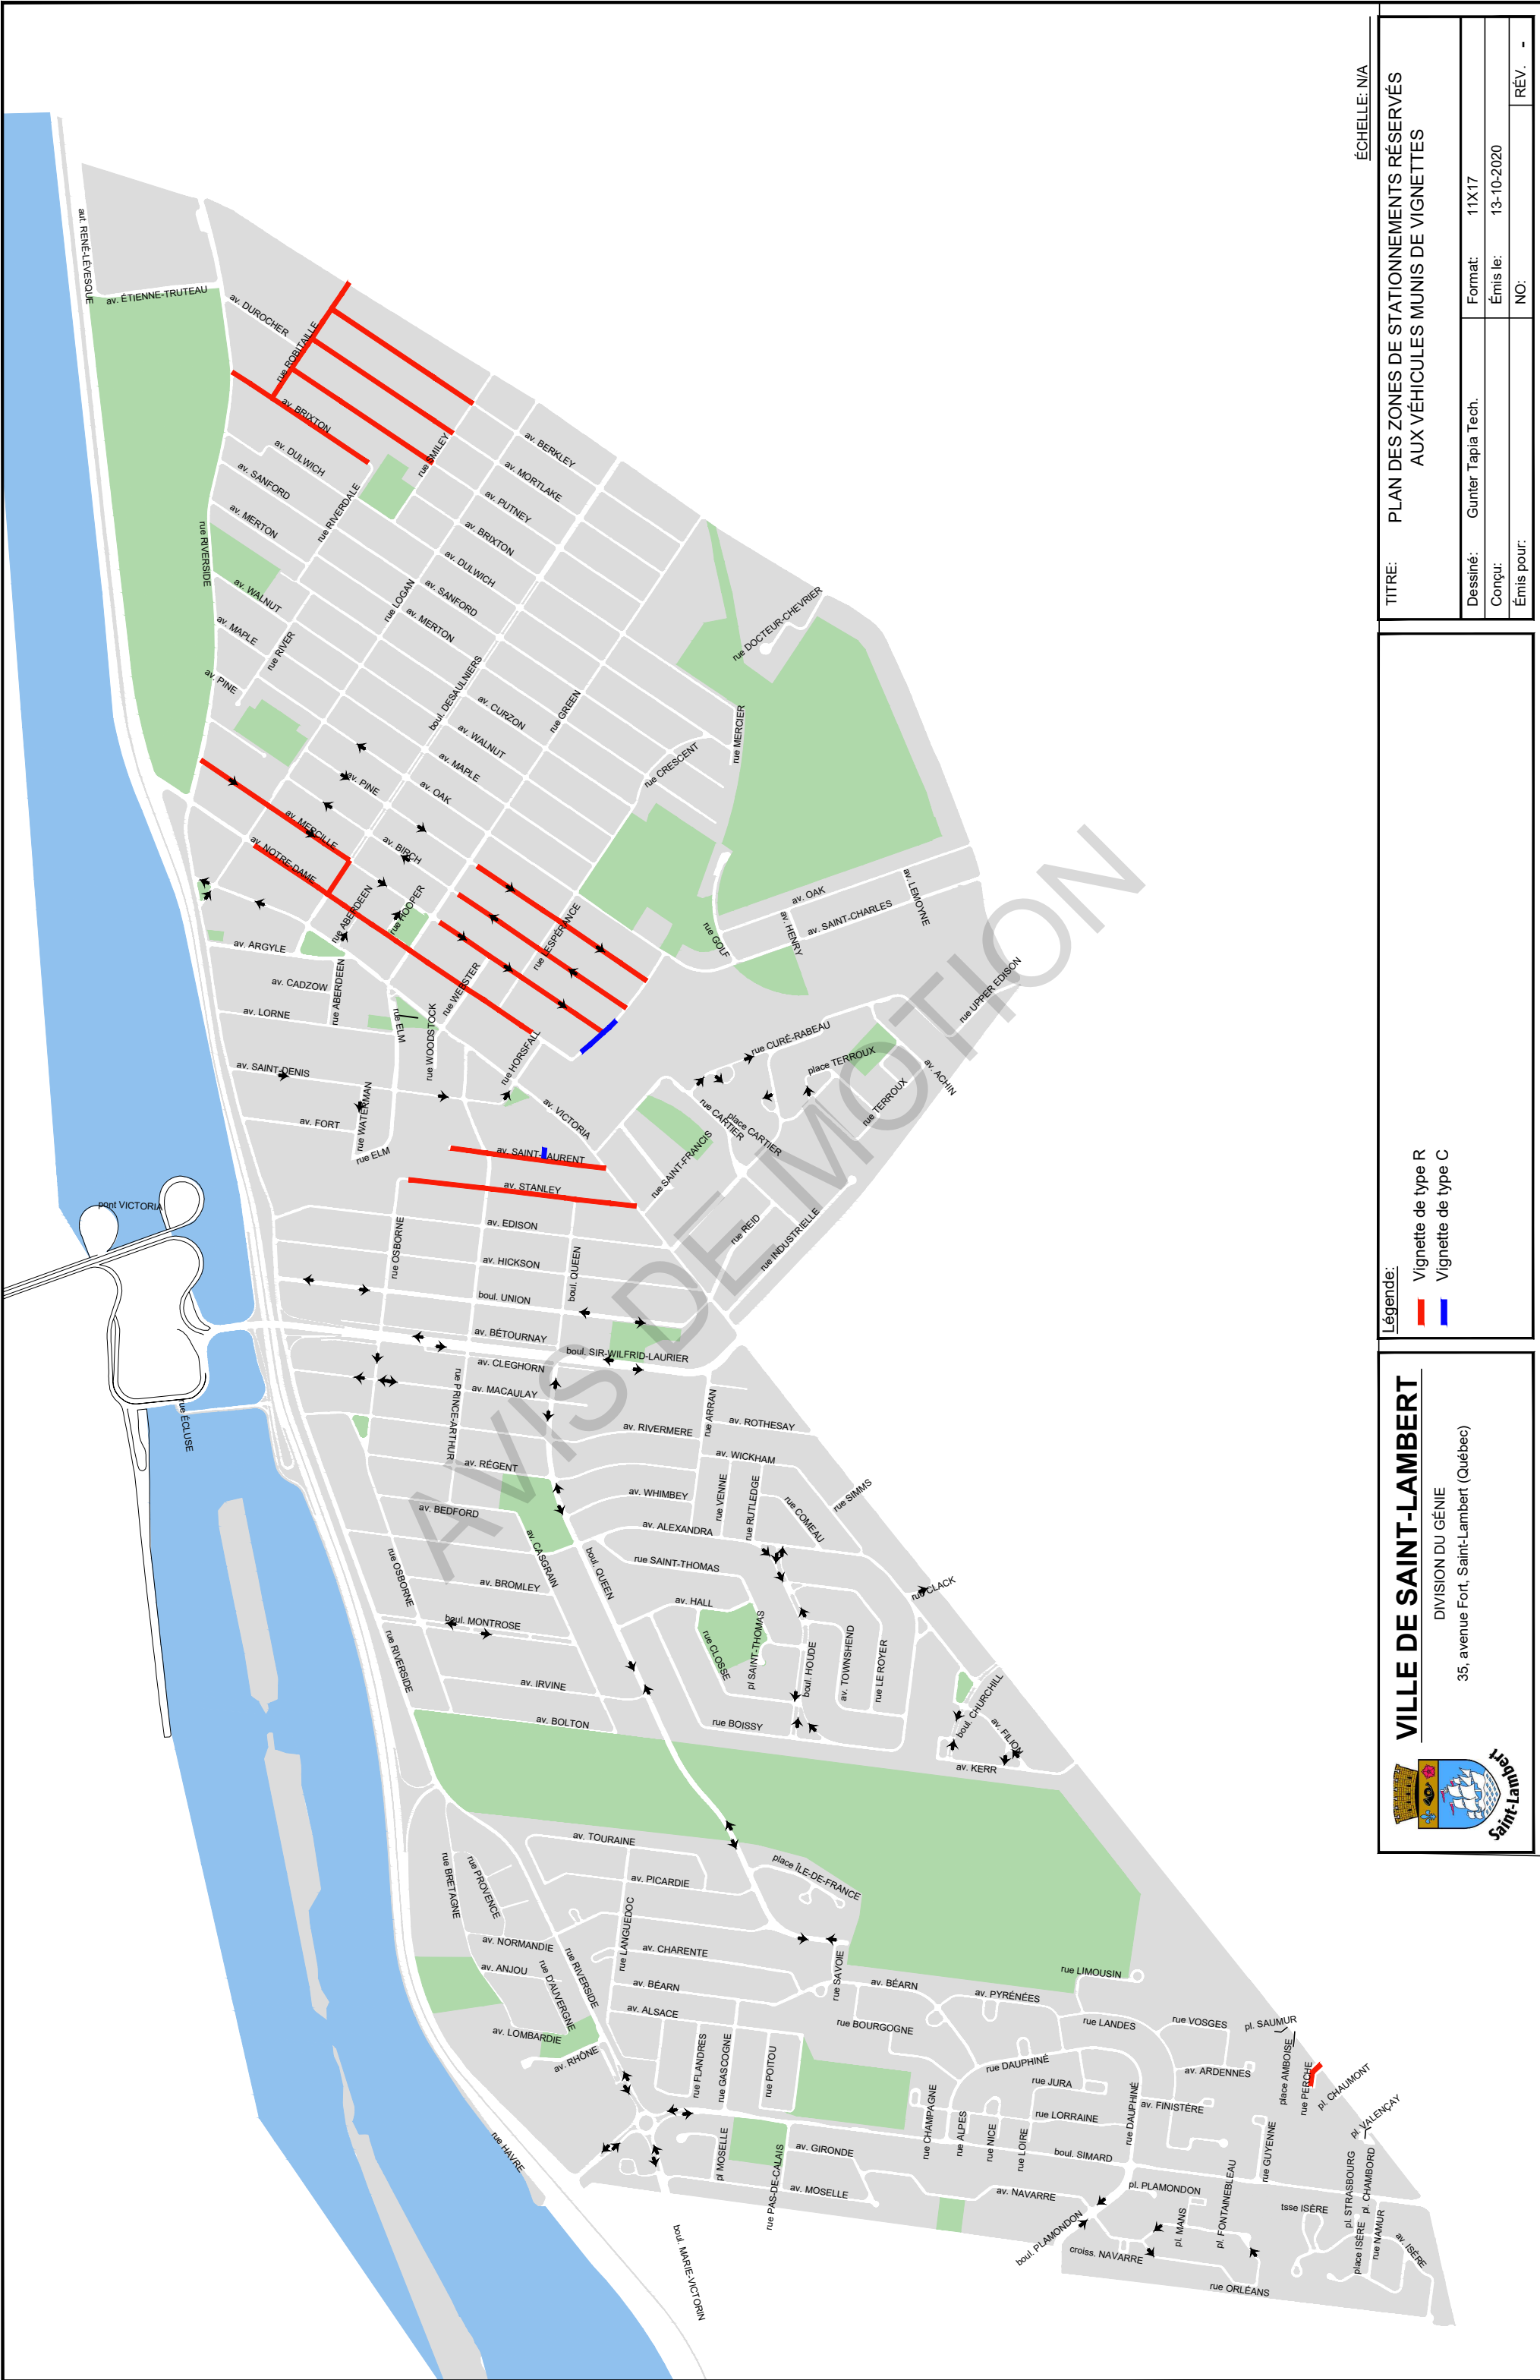 aut. RENÉ-LÉVESQUE
av. ÉTIENNE-TRUTEAU
av. DUROCHER
rue ROBITAILLE
av. BRIXTON
av. DULWICH
av. SANFORD
av. MERTON
rue RIVERDALE
rue SMILEY
av. BERKLEY
av. MORTLAKE
av. PUTNEY
av. BRIXTON
av. DULWICH
av. SANFORD
av. MERTON
rue LOGAN
rue RIVERSIDE
av. WALNUT
av. MAPLE
rue RIVER
av. PINE
boul. DESAULNIERS
av. CURZON
av. WALNUT
av. MAPLE
av. OAK
rue GREEN
rue DOCTEUR-CHEVRIER
rue MERCIER
rue CRESCENT
av. PINE
av. BIRCH
av. MERCILLE
av. NOTRE-DAME
rue ABERDEEN
rue HOOPER
rue LESPÉRANCE
rue WEBSTER
av. ARGYLE
av. CADZOW
rue ABERDEEN
av. LORNE
rue ELM
rue WOODSTOCK
rue HORSFALL
av. SAINT-DENIS
rue WATERMAN
av. FORT
rue ELM
av. VICTORIA
av. OAK
av. HENRY
av. SAINT-CHARLES
av. LEMOYNE
rue GOLF
rue UPPER EDISON
rue CURÉ-RABEAU
place TERROUX
av. ACHIN
rue TERROUX
rue CARTIER
place CARTIER
rue SAINT-FRANCIS
rue REID
rue INDUSTRIELLE
av. SAINT-LAURENT
av. STANLEY
av. EDISON
rue OSBORNE
av. HICKSON
boul. QUEEN
boul. UNION
av. BÉTOURNAY
boul. SIR-WILFRID-LAURIER
av. CLEGHORN
av. MACAULAY
rue PRINCE-ARTHUR
pont VICTORIA
rue ÉCLUSE
av. RIVERMERE
rue ARRAN
av. ROTHESAY
av. WICKHAM
av. RÉGENT
av. WHIMBEY
rue VENNE
rue RUTLEDGE
rue COMEAU
rue SIMMS
av. BEDFORD
av. CASGRAIN
av. ALEXANDRA
rue SAINT-THOMAS
boul. QUEEN
rue OSBORNE
av. BROMLEY
av. HALL
rue CLACK
boul. MONTROSE
rue CLOSSE
pl SAINT-THOMAS
boul. HOUDE
av. TOWNSHEND
rue LE ROYER
rue RIVERSIDE
av. IRVINE
av. BOLTON
rue BOISSY
boul. CHURCHILL
av. FILION
av. KERR
av. TOURAINE
av. PICARDIE
place ÎLE-DE-FRANCE
rue BRETAGNE
rue PROVENCE
rue LANGUEDOC
av. NORMANDIE
av. ANJOU
rue RIVERSIDE
rue D'AUVERGNE
av. CHARENTE
rue SAVOIE
av. BÉARN
av. BÉARN
av. ALSACE
av. LOMBARDIE
av. RHÔNE
rue LIMOUSIN
av. PYRÉNÉES
rue BOURGOGNE
rue LANDES
rue VOSGES
pl. SAUMUR
place AMBOISE
rue PERCHE
pl. CHAUMONT
pl. VALENÇAY
rue FLANDRES
rue GASCOGNE
rue POITOU
rue DAUPHINÉ
rue JURA
av. ARDENNES
rue DAUPHINÉ
av. FINISTÈRE
rue CHAMPAGNE
rue ALPES
rue NICE
rue LOIRE
rue LORRAINE
boul. SIMARD
rue GUYENNE
rue HAVRE
pl MOSELLE
av. GIRONDE
rue PAS-DE-CALAIS
av. MOSELLE
av. NAVARRE
pl. PLAMONDON
pl. FONTAINEBLEAU
pl. MANS
boul. PLAMONDON
croiss. NAVARRE
rue ORLÉANS
tsse ISÈRE
pl. STRASBOURG
pl. CHAMBORD
place ISÈRE
rue NAMUR
av. ISÈRE
boul. MARIE-VICTORIN
AVIS DE MOTION
ÉCHELLE: N/A
VILLE DE SAINT-LAMBERT
DIVISION DU GÉNIE
35, avenue Fort, Saint-Lambert (Québec)
Saint-Lambert
Légende:
Vignette de type R
Vignette de type C
TITRE: PLAN DES ZONES DE STATIONNEMENTS RÉSERVÉS
AUX VÉHICULES MUNIS DE VIGNETTES
Dessiné: Gunter Tapia Tech. Format: 11X17
Conçu: Émis le: 13-10-2020
Émis pour: NO: RÉV. -